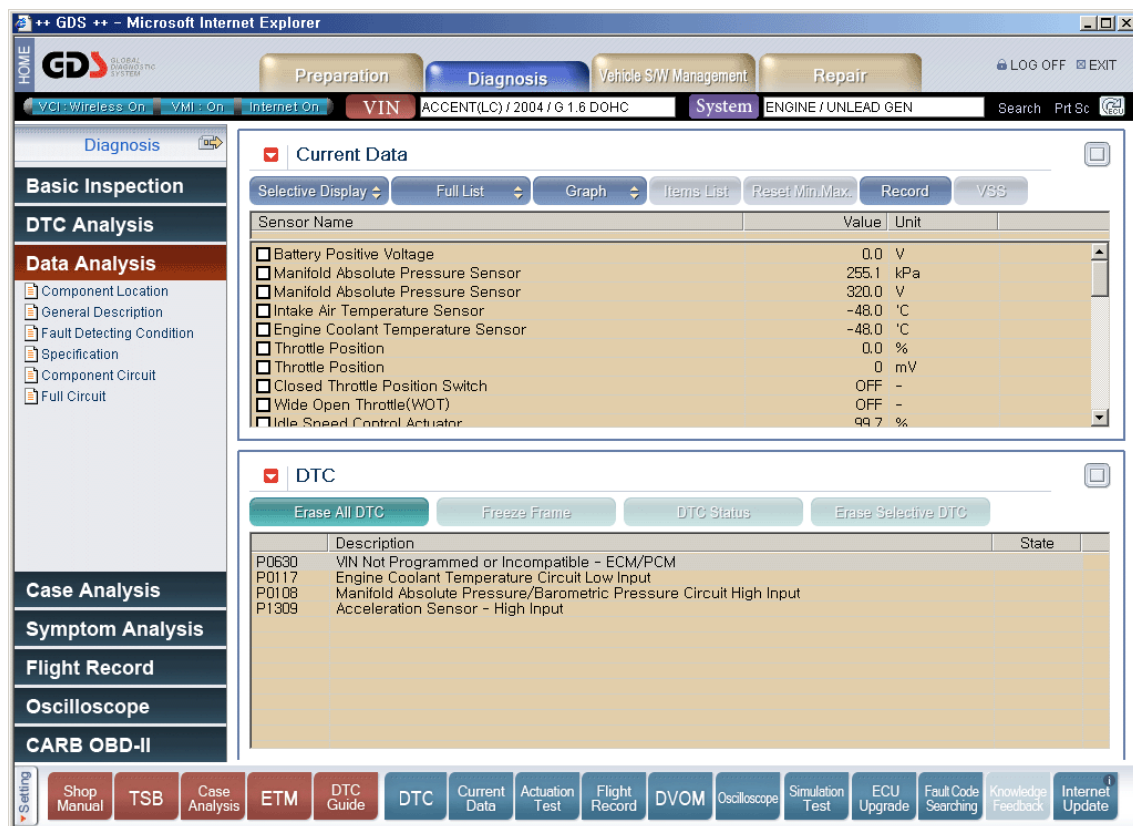 ++ GDS ++ - Microsoft Internet Explorer
HOME
GDS GLOBAL DIAGNOSTIC SYSTEM
Preparation
Diagnosis
Vehicle S/W Management
Repair
LOG OFF
EXIT
VCI : Wireless On
VMI : On
Internet On
VIN
ACCENT(LC) / 2004 / G 1.6 DOHC
System
ENGINE / UNLEAD GEN
Search
Prt Sc
ECU
Diagnosis
Basic Inspection
DTC Analysis
Data Analysis
Component Location
General Description
Fault Detecting Condition
Specification
Component Circuit
Full Circuit
Case Analysis
Symptom Analysis
Flight Record
Oscilloscope
CARB OBD-II
Current Data
Selective Display
Full List
Graph
Items List
Reset Min.Max.
Record
VSS
Sensor Name Value Unit
Battery Positive Voltage 0.0 V
Manifold Absolute Pressure Sensor 255.1 kPa
Manifold Absolute Pressure Sensor 320.0 V
Intake Air Temperature Sensor -48.0 'C
Engine Coolant Temperature Sensor -48.0 'C
Throttle Position 0.0 %
Throttle Position 0 mV
Closed Throttle Position Switch OFF -
Wide Open Throttle(WOT) OFF -
Idle Speed Control Actuator 99.7 %
DTC
Erase All DTC
Freeze Frame
DTC Status
Erase Selective DTC
Description State
P0630 VIN Not Programmed or Incompatible - ECM/PCM
P0117 Engine Coolant Temperature Circuit Low Input
P0108 Manifold Absolute Pressure/Barometric Pressure Circuit High Input
P1309 Acceleration Sensor - High Input
Setting
Shop Manual
TSB
Case Analysis
ETM
DTC Guide
DTC
Current Data
Actuation Test
Flight Record
DVOM
Oscilloscope
Simulation Test
ECU Upgrade
Fault Code Searching
Knowledge Feedback
Internet Update